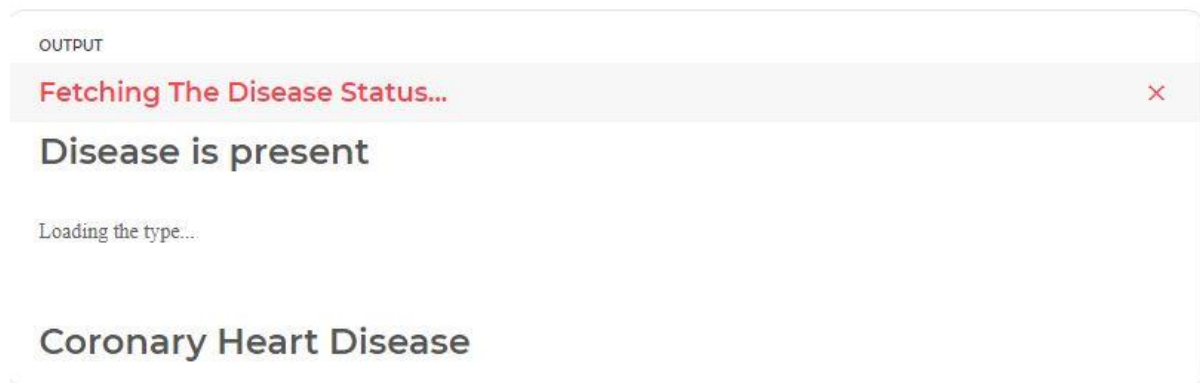 OUTPUT
Fetching The Disease Status...
Disease is present
Loading the type...
Coronary Heart Disease